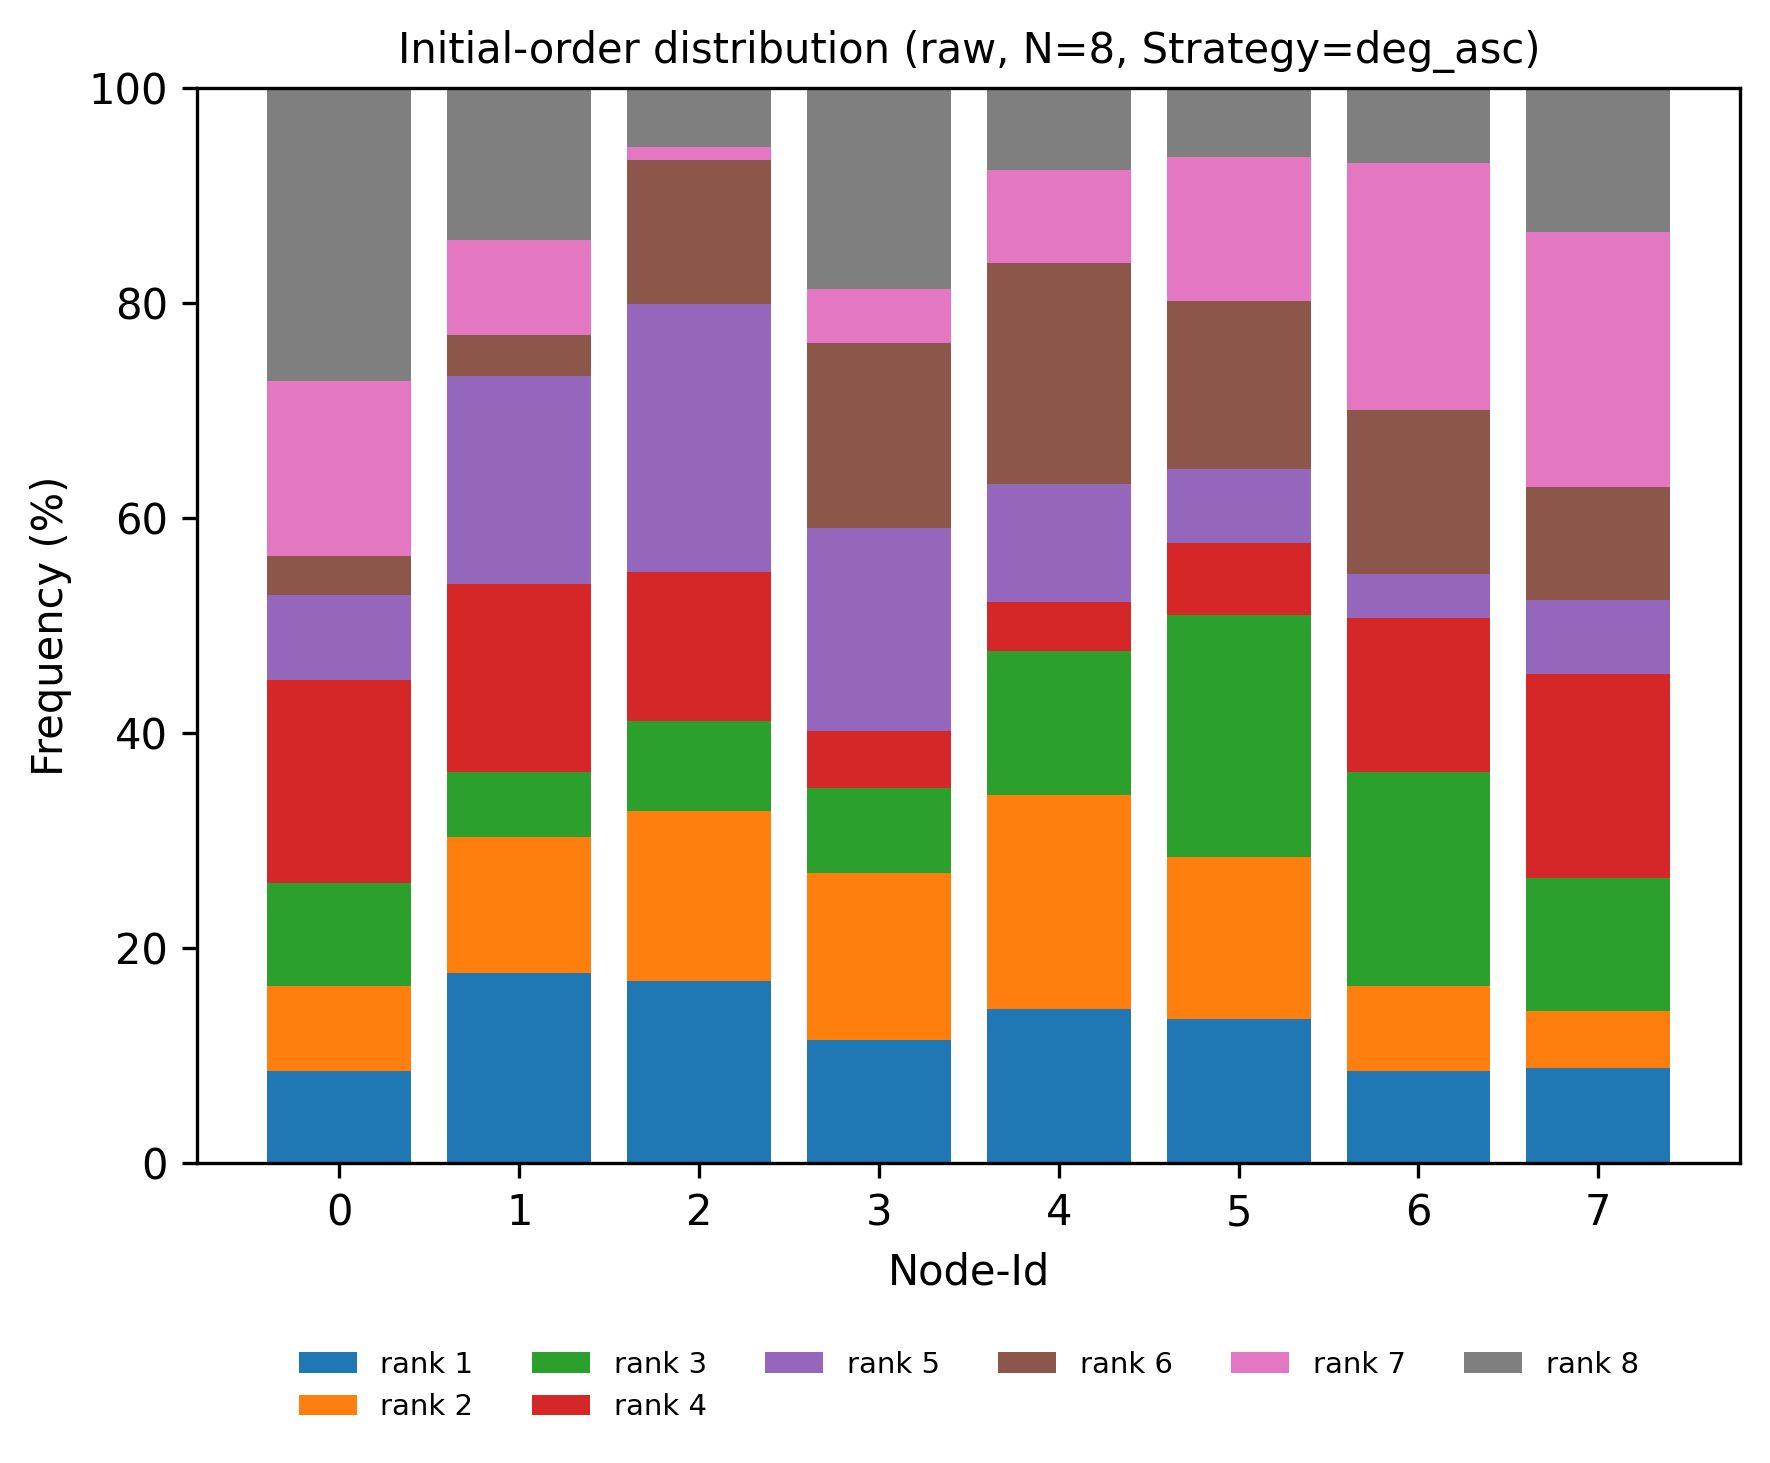 Initial-order distribution (raw, N=8, Strategy=deg_asc)
100
80
60
40
20
0
Frequency (%)
0 1 2 3 4 5 6 7
Node-Id
rank 1 rank 3 rank 5 rank 6 rank 7 rank 8
rank 2 rank 4